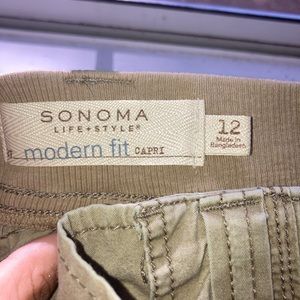 SONOMA
LIFE+STYLE®
modern fit CAPRI
12
Made in
Bangladesh